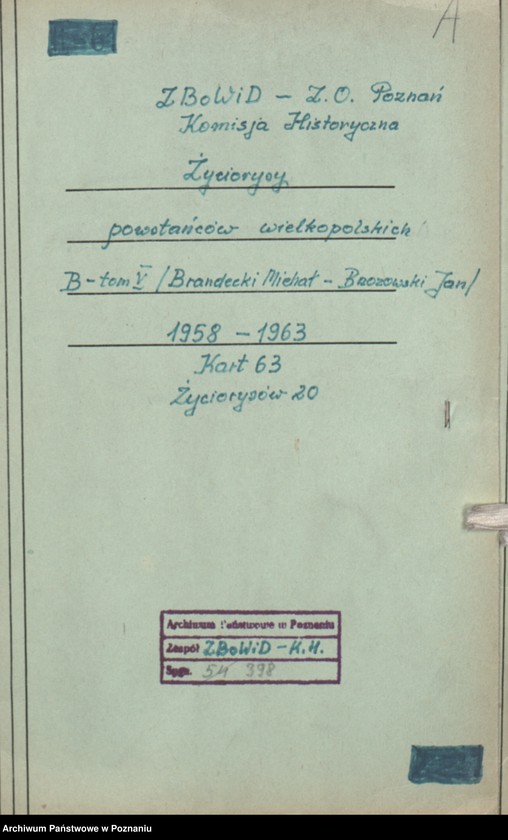 A
ZBoWiD – Z.O. Poznań
Komisja Historyczna
Życiorysy
powstańców wielkopolskich
B – tom V /Brandecki Michał – Brzozowski Jan/
1958 – 1963
Kart 63
Życiorysów 20
Archiwum Państwowe w Poznaniu
Zespół ZBoWiD – K.H.
Sygn. 54 398
Archiwum Państwowe w Poznaniu